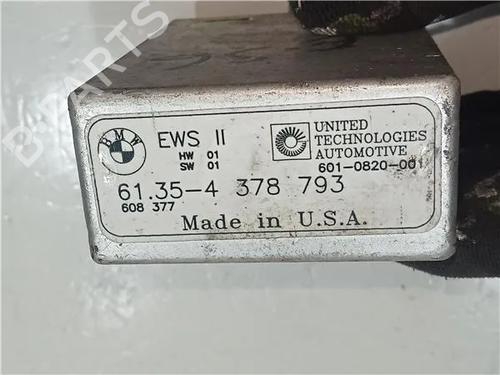 BMW
EWS II
HW 01
SW 01
UNITED
TECHNOLOGIES
AUTOMOTIVE
601-0820-001
61.35-4 378 793
608 377
Made in U.S.A.
B-PARTS